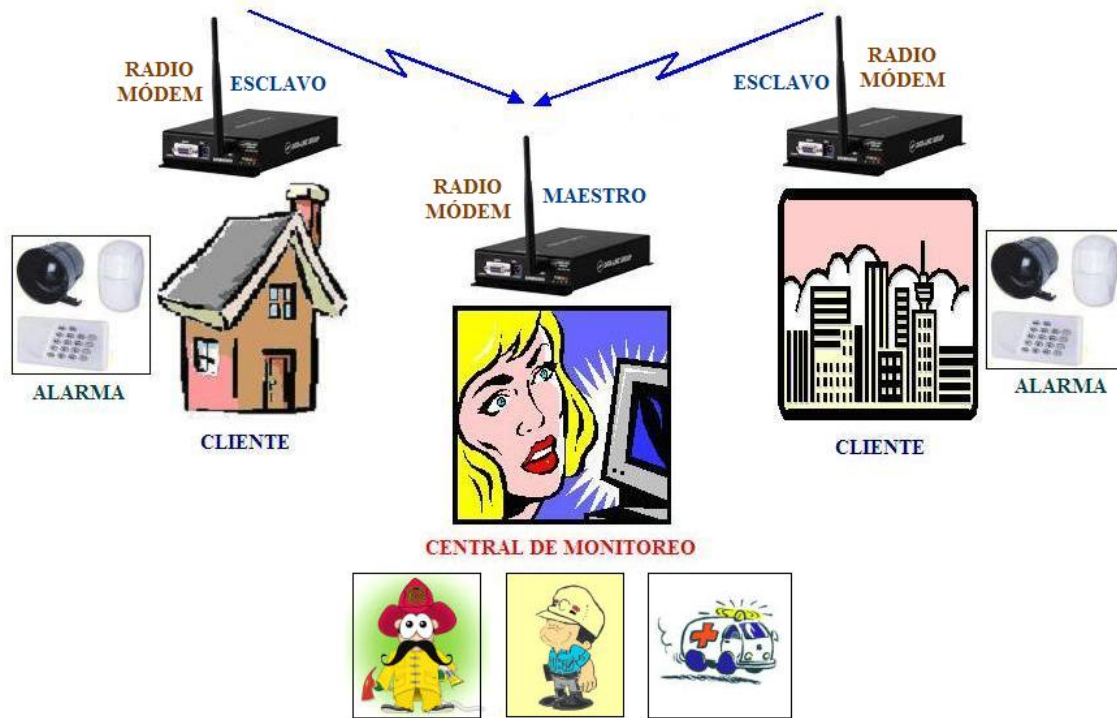 RADIO
MÓDEM
ESCLAVO
ESCLAVO
RADIO
MÓDEM
RADIO
MÓDEM
MAESTRO
ALARMA
CLIENTE
ALARMA
CLIENTE
CENTRAL DE MONITOREO